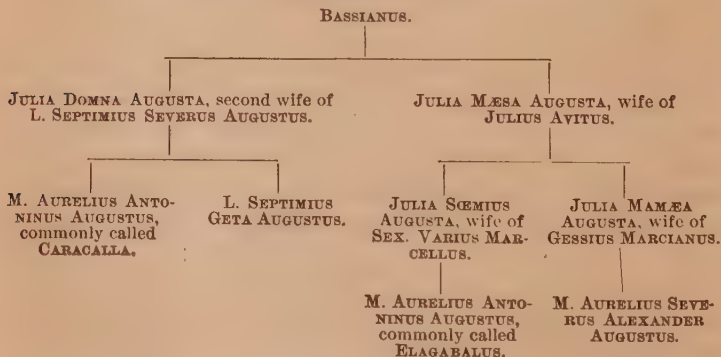 BASSIANUS.
JULIA DOMNA AUGUSTA, second wife of
L. SEPTIMIUS SEVERUS AUGUSTUS.
JULIA MÆSA AUGUSTA, wife of
JULIUS AVITUS.
M. AURELIUS ANTO-
NINUS AUGUSTUS,
commonly called
CARACALLA.
L. SEPTIMIUS
GETA AUGUSTUS.
JULIA SŒMIUS
AUGUSTA, wife of
SEX. VARIUS MAR-
CELLUS.
JULIA MAMÆA
AUGUSTA, wife of
GESSIUS MARCIANUS.
M. AURELIUS ANTO-
NINUS AUGUSTUS,
commonly called
ELAGABALUS.
M. AURELIUS SEVE-
RUS ALEXANDER
AUGUSTUS.